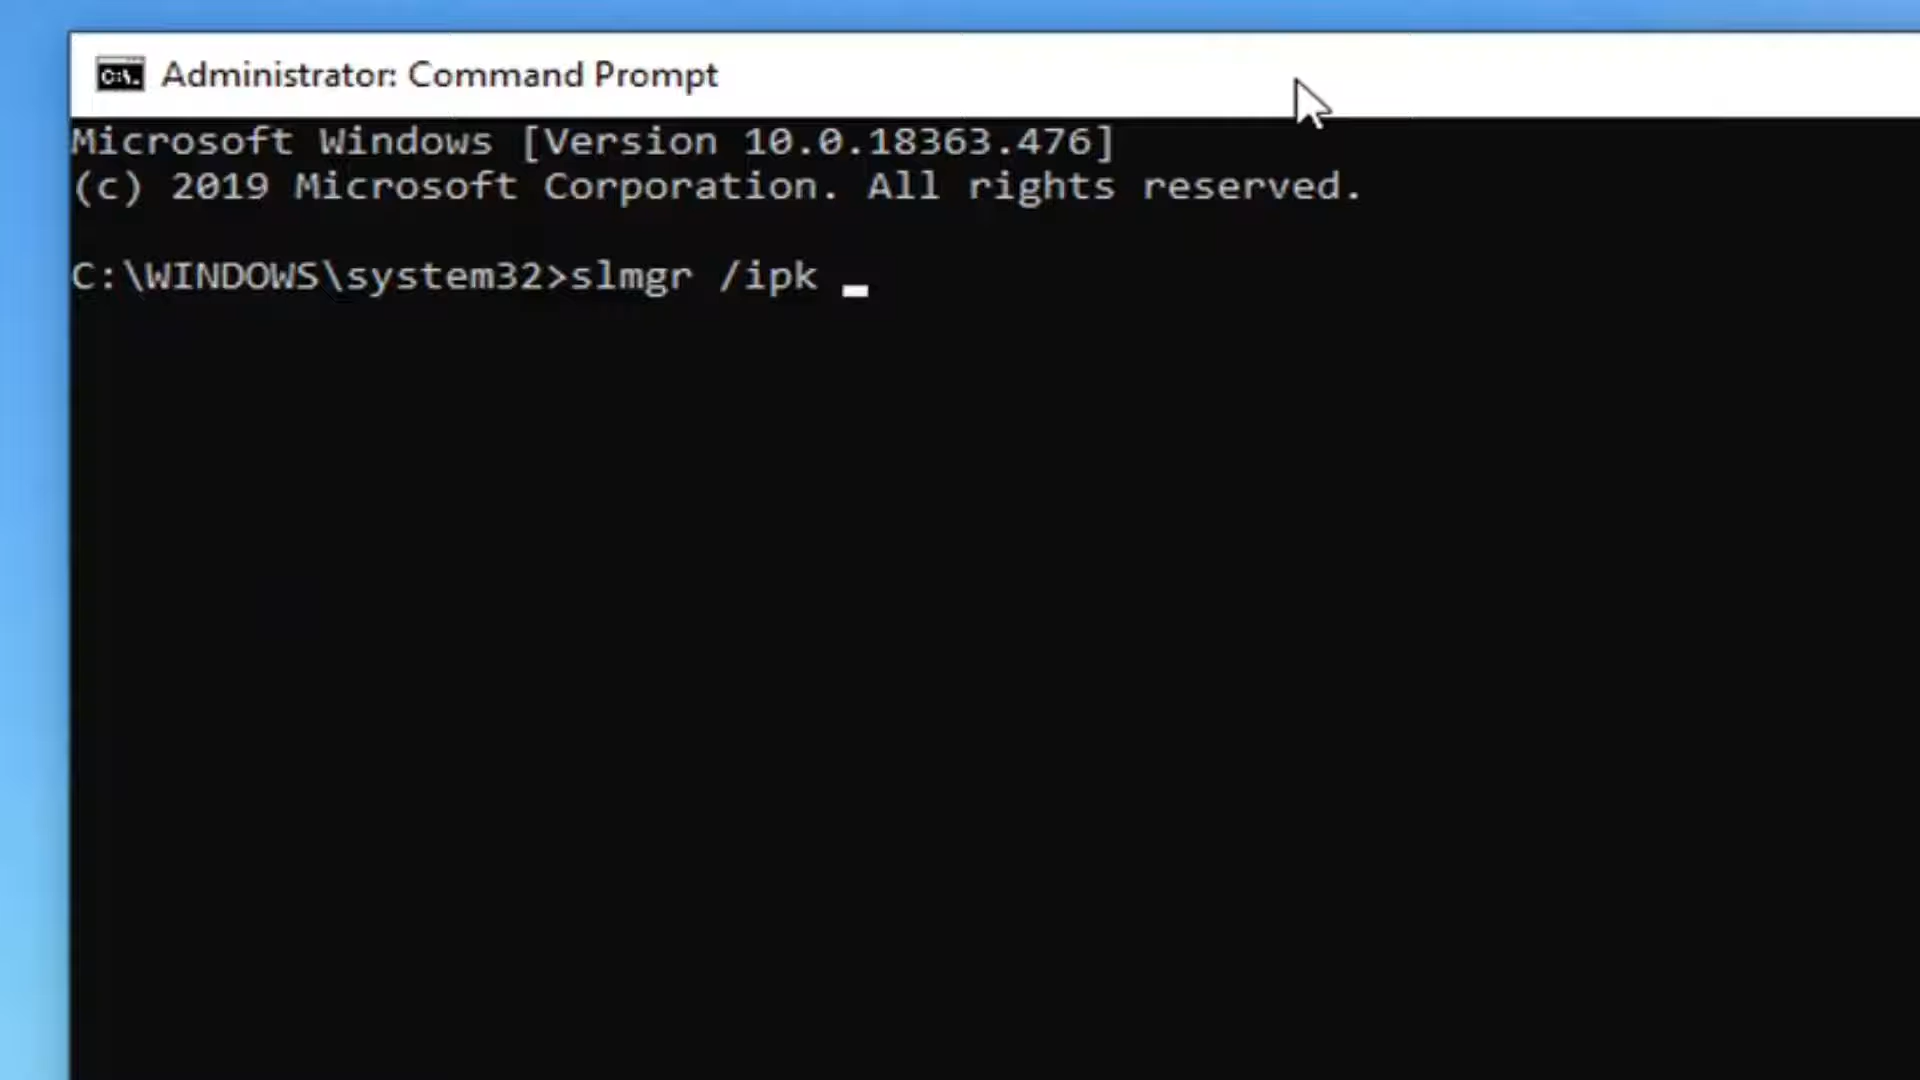 Administrator: Command Prompt
Microsoft Windows [Version 10.0.18363.476]
(c) 2019 Microsoft Corporation. All rights reserved.
C:\WINDOWS\system32>slmgr /ipk